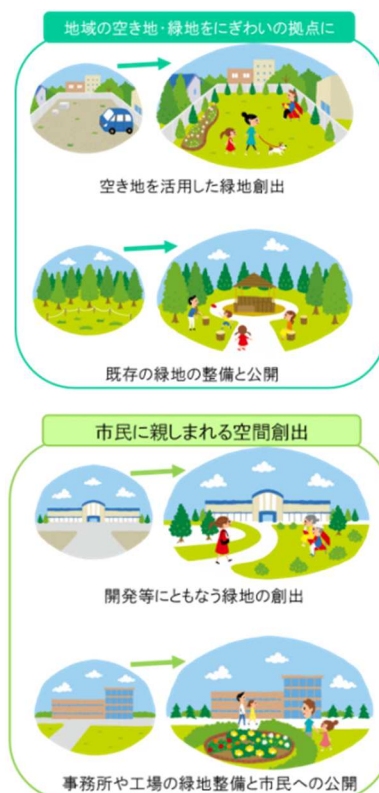 地域の空き地・緑地をにぎわいの拠点に
空き地を活用した緑地創出
既存の緑地の整備と公開
市民に親しまれる空間創出
開発等にともなう緑地の創出
事務所や工場の緑地整備と市民への公開